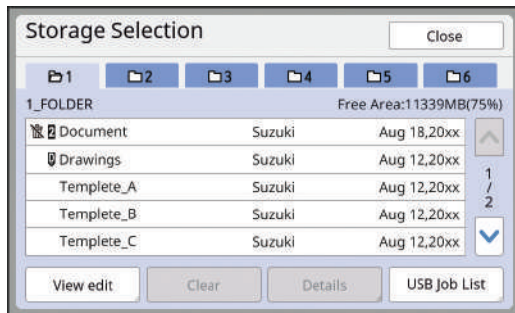 Storage Selection Close
1 2 3 4 5 6
1_FOLDER Free Area:11339MB(75%)
2 Document Suzuki Aug 18,20xx
Drawings Suzuki Aug 12,20xx
Templete_A Suzuki Aug 12,20xx
Templete_B Suzuki Aug 12,20xx
Templete_C Suzuki Aug 12,20xx
1
/
2
View edit Clear Details USB Job List